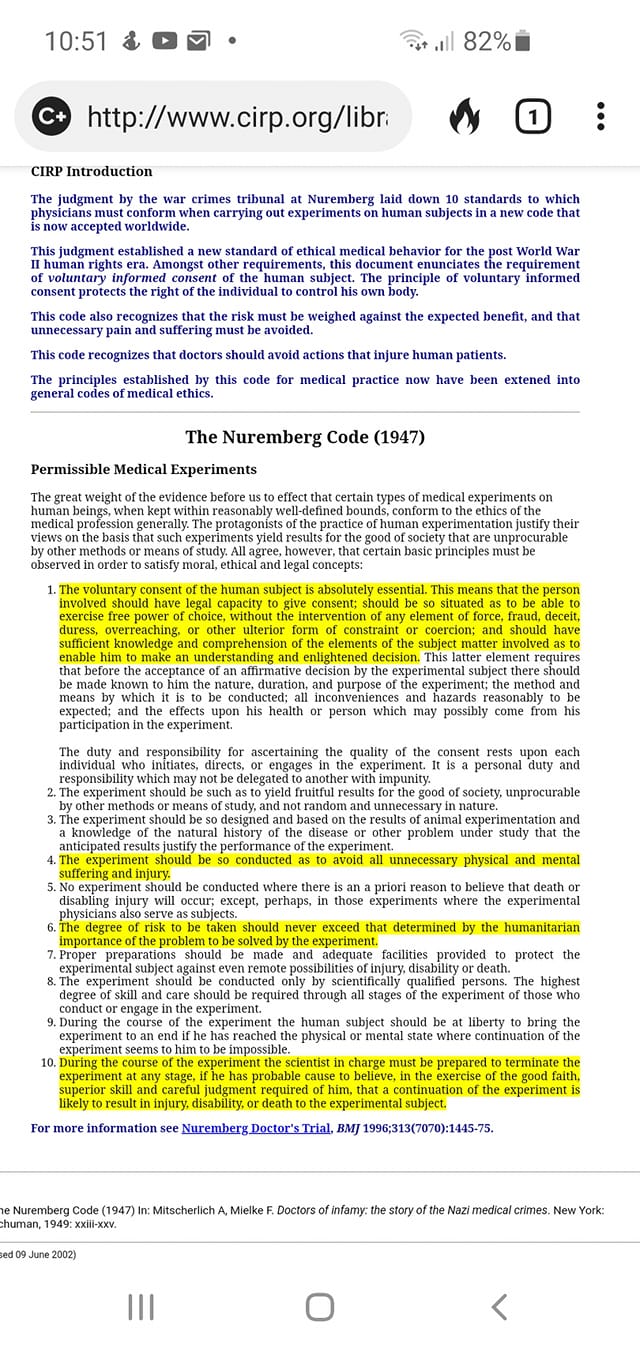 10:51
82%
C+ http://www.cirp.org/libr
1
CIRP Introduction
The judgment by the war crimes tribunal at Nuremberg laid down 10 standards to which
physicians must conform when carrying out experiments on human subjects in a new code that
is now accepted worldwide.
This judgment established a new standard of ethical medical behavior for the post World War
II human rights era. Amongst other requirements, this document enunciates the requirement
of voluntary informed consent of the human subject. The principle of voluntary informed
consent protects the right of the individual to control his own body.
This code also recognizes that the risk must be weighed against the expected benefit, and that
unnecessary pain and suffering must be avoided.
This code recognizes that doctors should avoid actions that injure human patients.
The principles established by this code for medical practice now have been extened into
general codes of medical ethics.
The Nuremberg Code (1947)
Permissible Medical Experiments
The great weight of the evidence before us to effect that certain types of medical experiments on
human beings, when kept within reasonably well-defined bounds, conform to the ethics of the
medical profession generally. The protagonists of the practice of human experimentation justify their
views on the basis that such experiments yield results for the good of society that are unprocurable
by other methods or means of study. All agree, however, that certain basic principles must be
observed in order to satisfy moral, ethical and legal concepts:
1. The voluntary consent of the human subject is absolutely essential. This means that the person
involved should have legal capacity to give consent; should be so situated as to be able to
exercise free power of choice, without the intervention of any element of force, fraud, deceit,
duress, overreaching, or other ulterior form of constraint or coercion; and should have
sufficient knowledge and comprehension of the elements of the subject matter involved as to
enable him to make an understanding and enlightened decision. This latter element requires
that before the acceptance of an affirmative decision by the experimental subject there should
be made known to him the nature, duration, and purpose of the experiment; the method and
means by which it is to be conducted; all inconveniences and hazards reasonably to be
expected; and the effects upon his health or person which may possibly come from his
participation in the experiment.
The duty and responsibility for ascertaining the quality of the consent rests upon each
individual who initiates, directs, or engages in the experiment. It is a personal duty and
responsibility which may not be delegated to another with impunity.
2. The experiment should be such as to yield fruitful results for the good of society, unprocurable
by other methods or means of study, and not random and unnecessary in nature.
3. The experiment should be so designed and based on the results of animal experimentation and
a knowledge of the natural history of the disease or other problem under study that the
anticipated results justify the performance of the experiment.
4. The experiment should be so conducted as to avoid all unnecessary physical and mental
suffering and injury.
5. No experiment should be conducted where there is an a priori reason to believe that death or
disabling injury will occur; except, perhaps, in those experiments where the experimental
physicians also serve as subjects.
6. The degree of risk to be taken should never exceed that determined by the humanitarian
importance of the problem to be solved by the experiment.
7. Proper preparations should be made and adequate facilities provided to protect the
experimental subject against even remote possibilities of injury, disability or death.
8. The experiment should be conducted only by scientifically qualified persons. The highest
degree of skill and care should be required through all stages of the experiment of those who
conduct or engage in the experiment.
9. During the course of the experiment the human subject should be at liberty to bring the
experiment to an end if he has reached the physical or mental state where continuation of the
experiment seems to him to be impossible.
10. During the course of the experiment the scientist in charge must be prepared to terminate the
experiment at any stage, if he has probable cause to believe, in the exercise of the good faith,
superior skill and careful judgment required of him, that a continuation of the experiment is
likely to result in injury, disability, or death to the experimental subject.
For more information see Nuremberg Doctor's Trial, BMJ 1996;313(7070):1445-75.
he Nuremberg Code (1947) In: Mitscherlich A, Mielke F. Doctors of infamy: the story of the Nazi medical crimes. New York:
chuman, 1949: xxiii-xxv.
sed 09 June 2002)